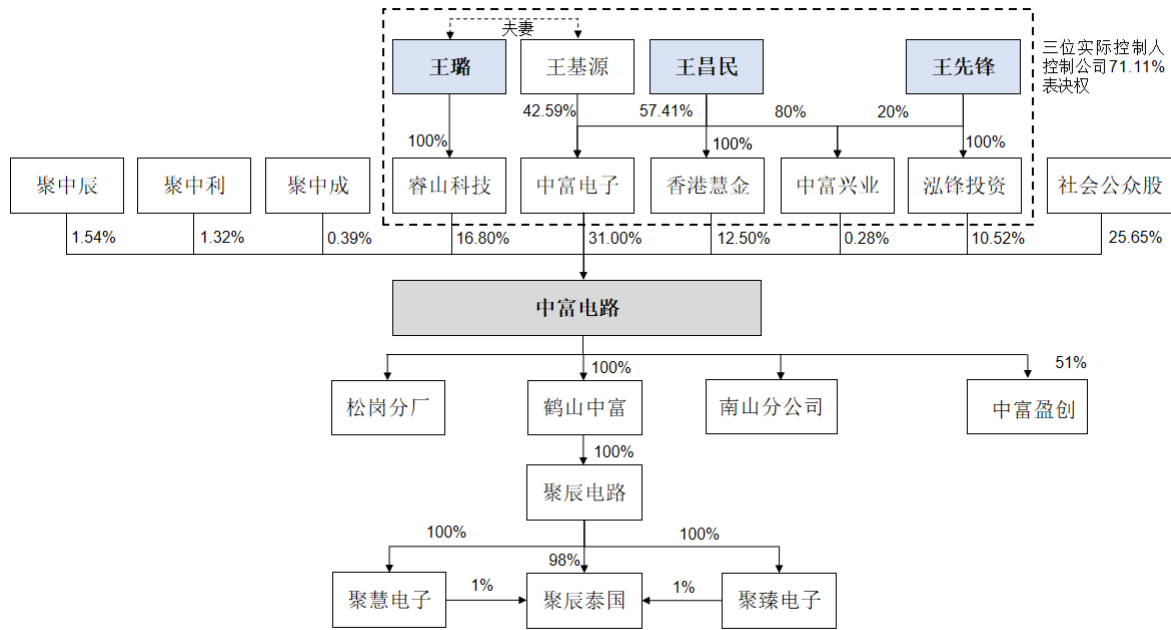 夫妻
三位实际控制人
控制公司71.11%
表决权
王璐
王基源
王昌民
王先锋
42.59%
57.41%
80%
20%
100%
100%
100%
聚中辰
聚中利
聚中成
睿山科技
中富电子
香港慧金
中富兴业
泓锋投资
社会公众股
1.54%
1.32%
0.39%
16.80%
31.00%
12.50%
0.28%
10.52%
25.65%
中富电路
100%
51%
松岗分厂
鹤山中富
南山分公司
中富盈创
100%
聚辰电路
100%
100%
98%
1%
1%
聚慧电子
聚辰泰国
聚臻电子